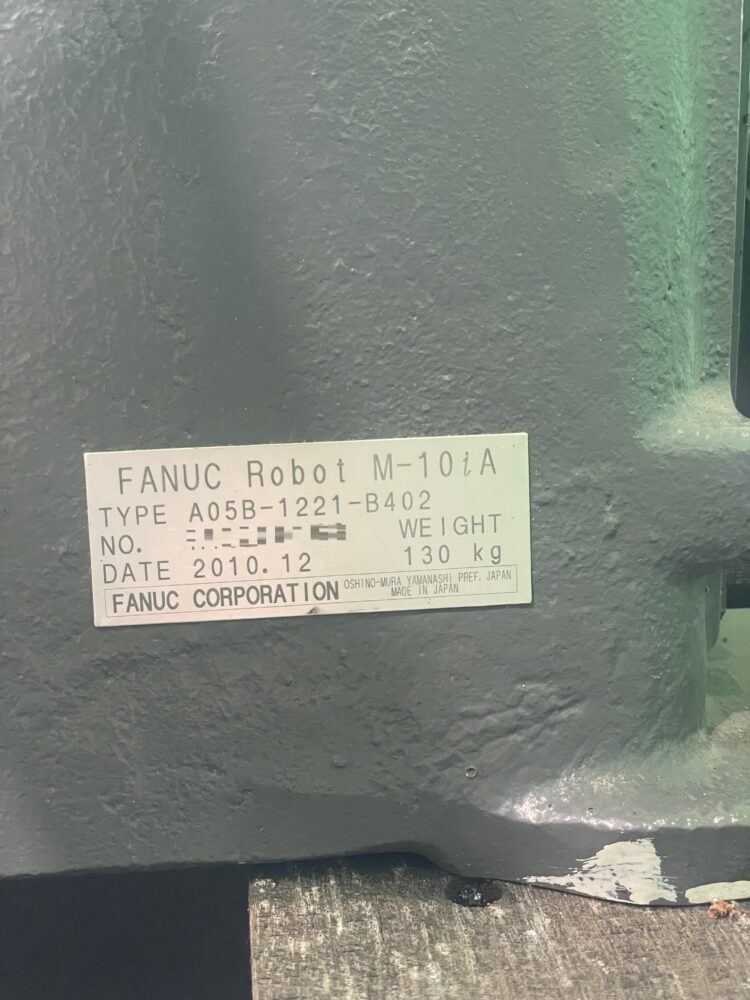 FANUC Robot M-10iA
TYPE A05B-1221-B402
NO.
WEIGHT
DATE 2010.12
130 kg
FANUC CORPORATION
OSHINO-MURA YAMANASHI PREF. JAPAN
MADE IN JAPAN